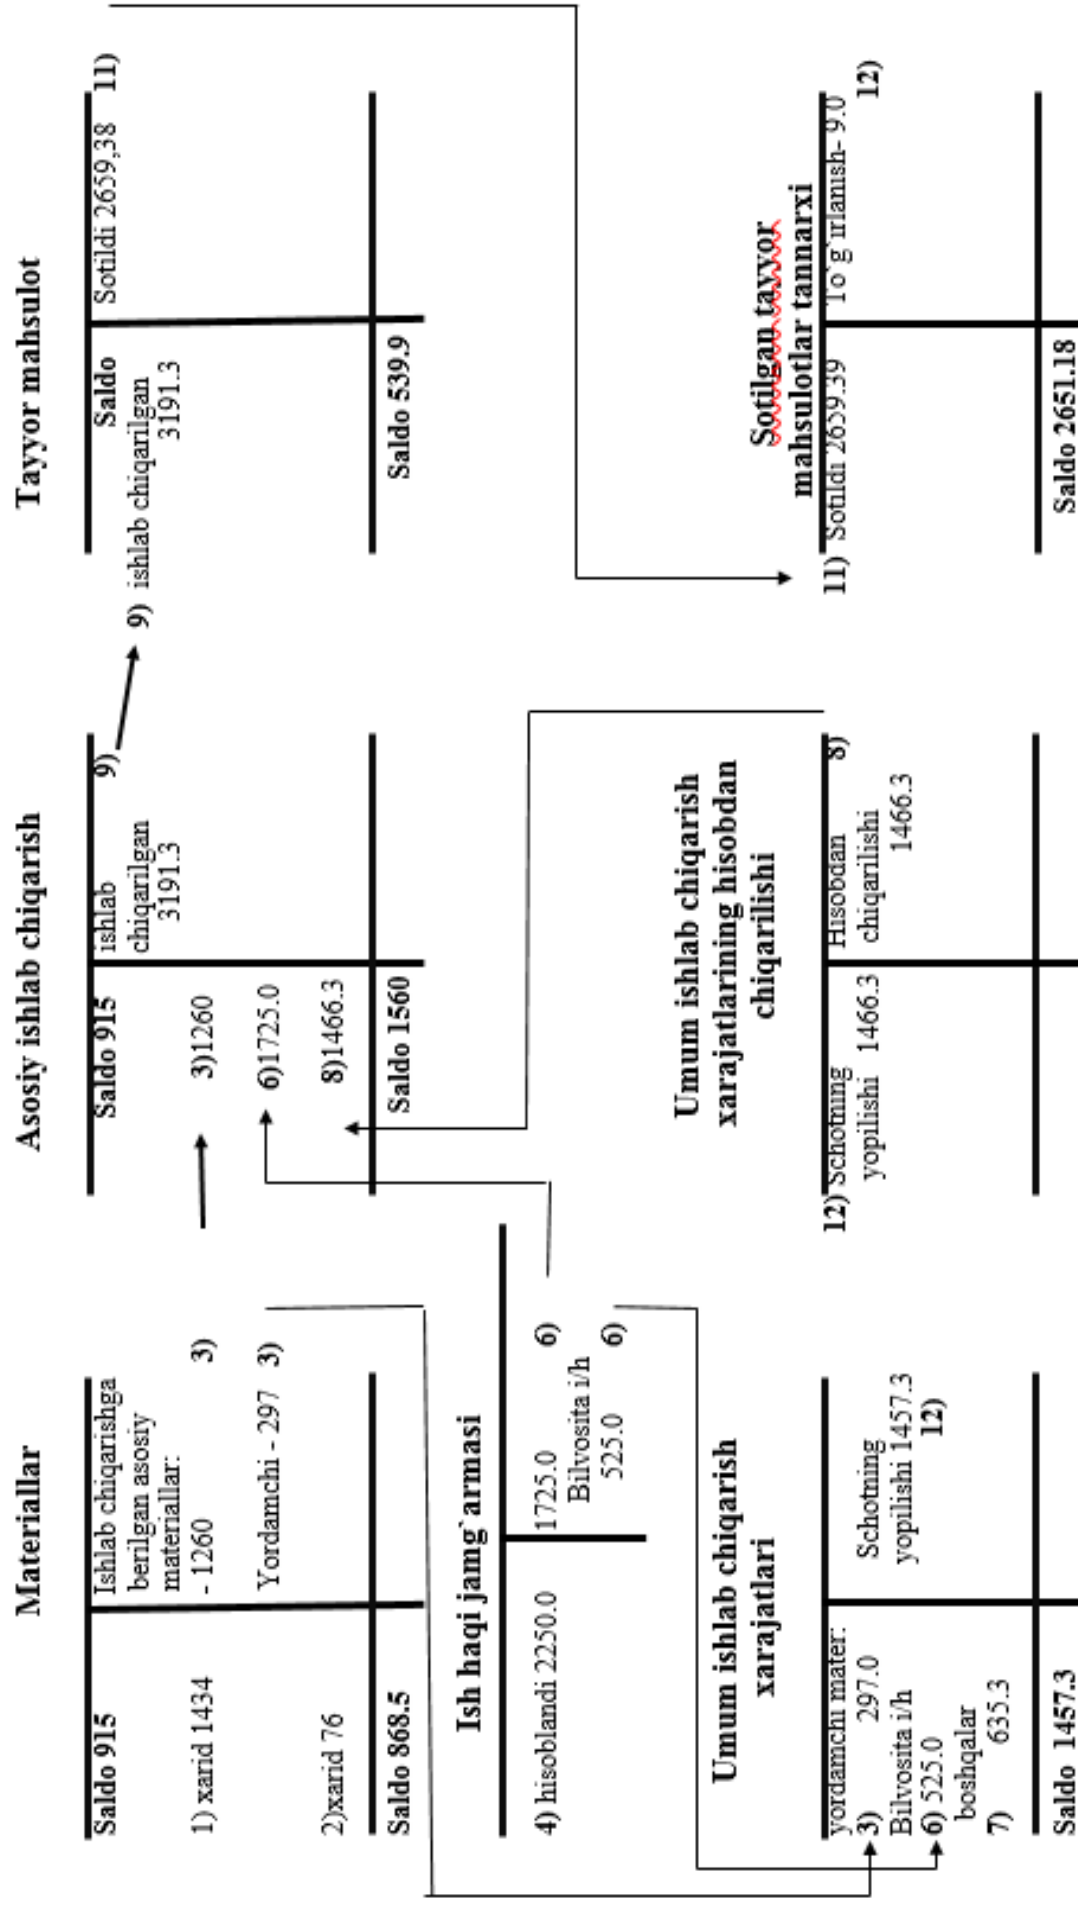 Materiallar
Saldo 915
1) xarid 1434
2)xarid 76
Saldo 868.5
Ishlab chiqarishga
berilgan asosiy
materiallar:
- 1260 3)
Yordamchi - 297 3)
Asosiy ishlab chiqarish
Saldo 915
3)1260
6)1725.0
8)1466.3
Saldo 1560
ishlab 9)
chiqarilgan
3191.3
Tayyor mahsulot
Saldo
9) ishlab chiqarilgan
3191.3
Saldo 539.9
Sotildi 2659,38 11)
Ish haqi jamg`armasi
4) hisoblandi 2250.0
1725.0 6)
Bilvosita i/h
525.0 6)
Umum ishlab chiqarish
xarajatlari
yordamchi mater:
3) 297.0
Bilvosita i/h
6) 525.0
boshqalar
7) 635.3
Saldo 1457.3
Schotning
yopilishi 1457.3
12)
Umum ishlab chiqarish
xarajatlarining hisobdan
chiqarilishi
12) Schotning
yopilishi 1466.3
Hisobdan 8)
chiqarilishi
1466.3
Sotilgan tayyor
mahsulotlar tannarxi
11) Sotildi 2659.39
To`g`irlanish- 9.0
12)
Saldo 2651.18